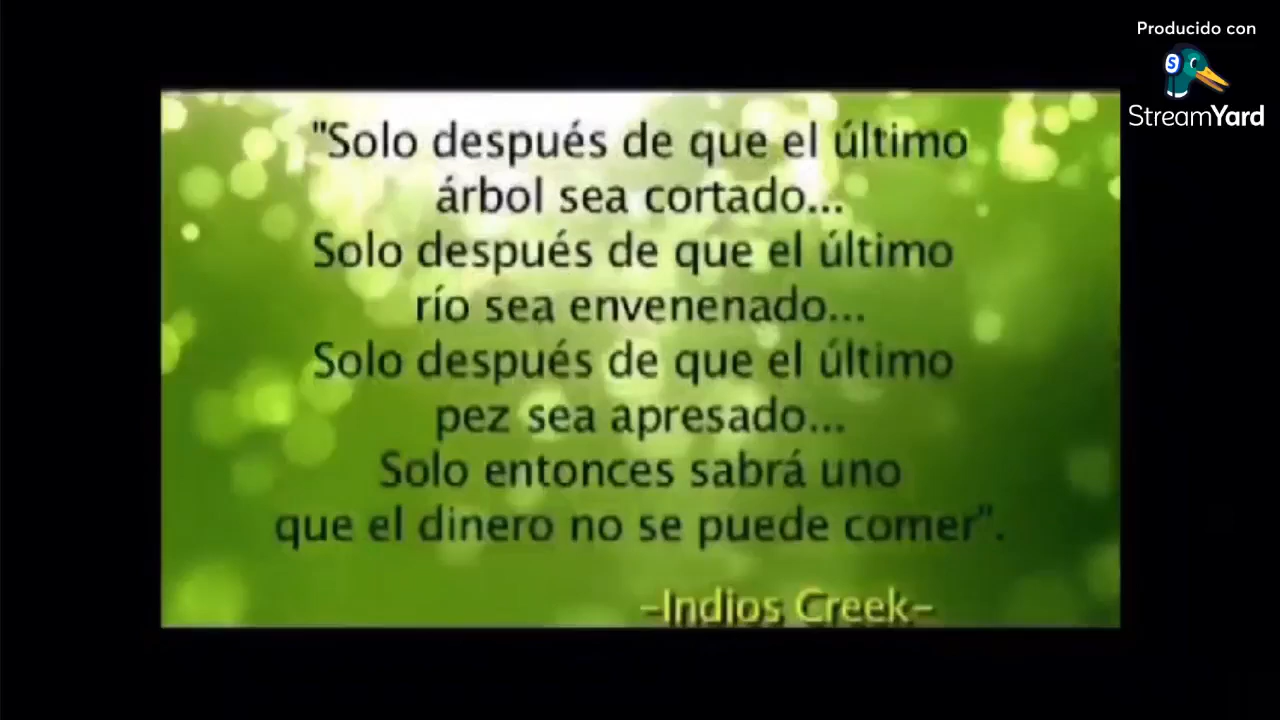 Producido con
StreamYard
"Solo después de que el último
árbol sea cortado...
Solo después de que el último
río sea envenenado...
Solo después de que el último
pez sea apresado...
Solo entonces sabrá uno
que el dinero no se puede comer".
-Indios Creek-